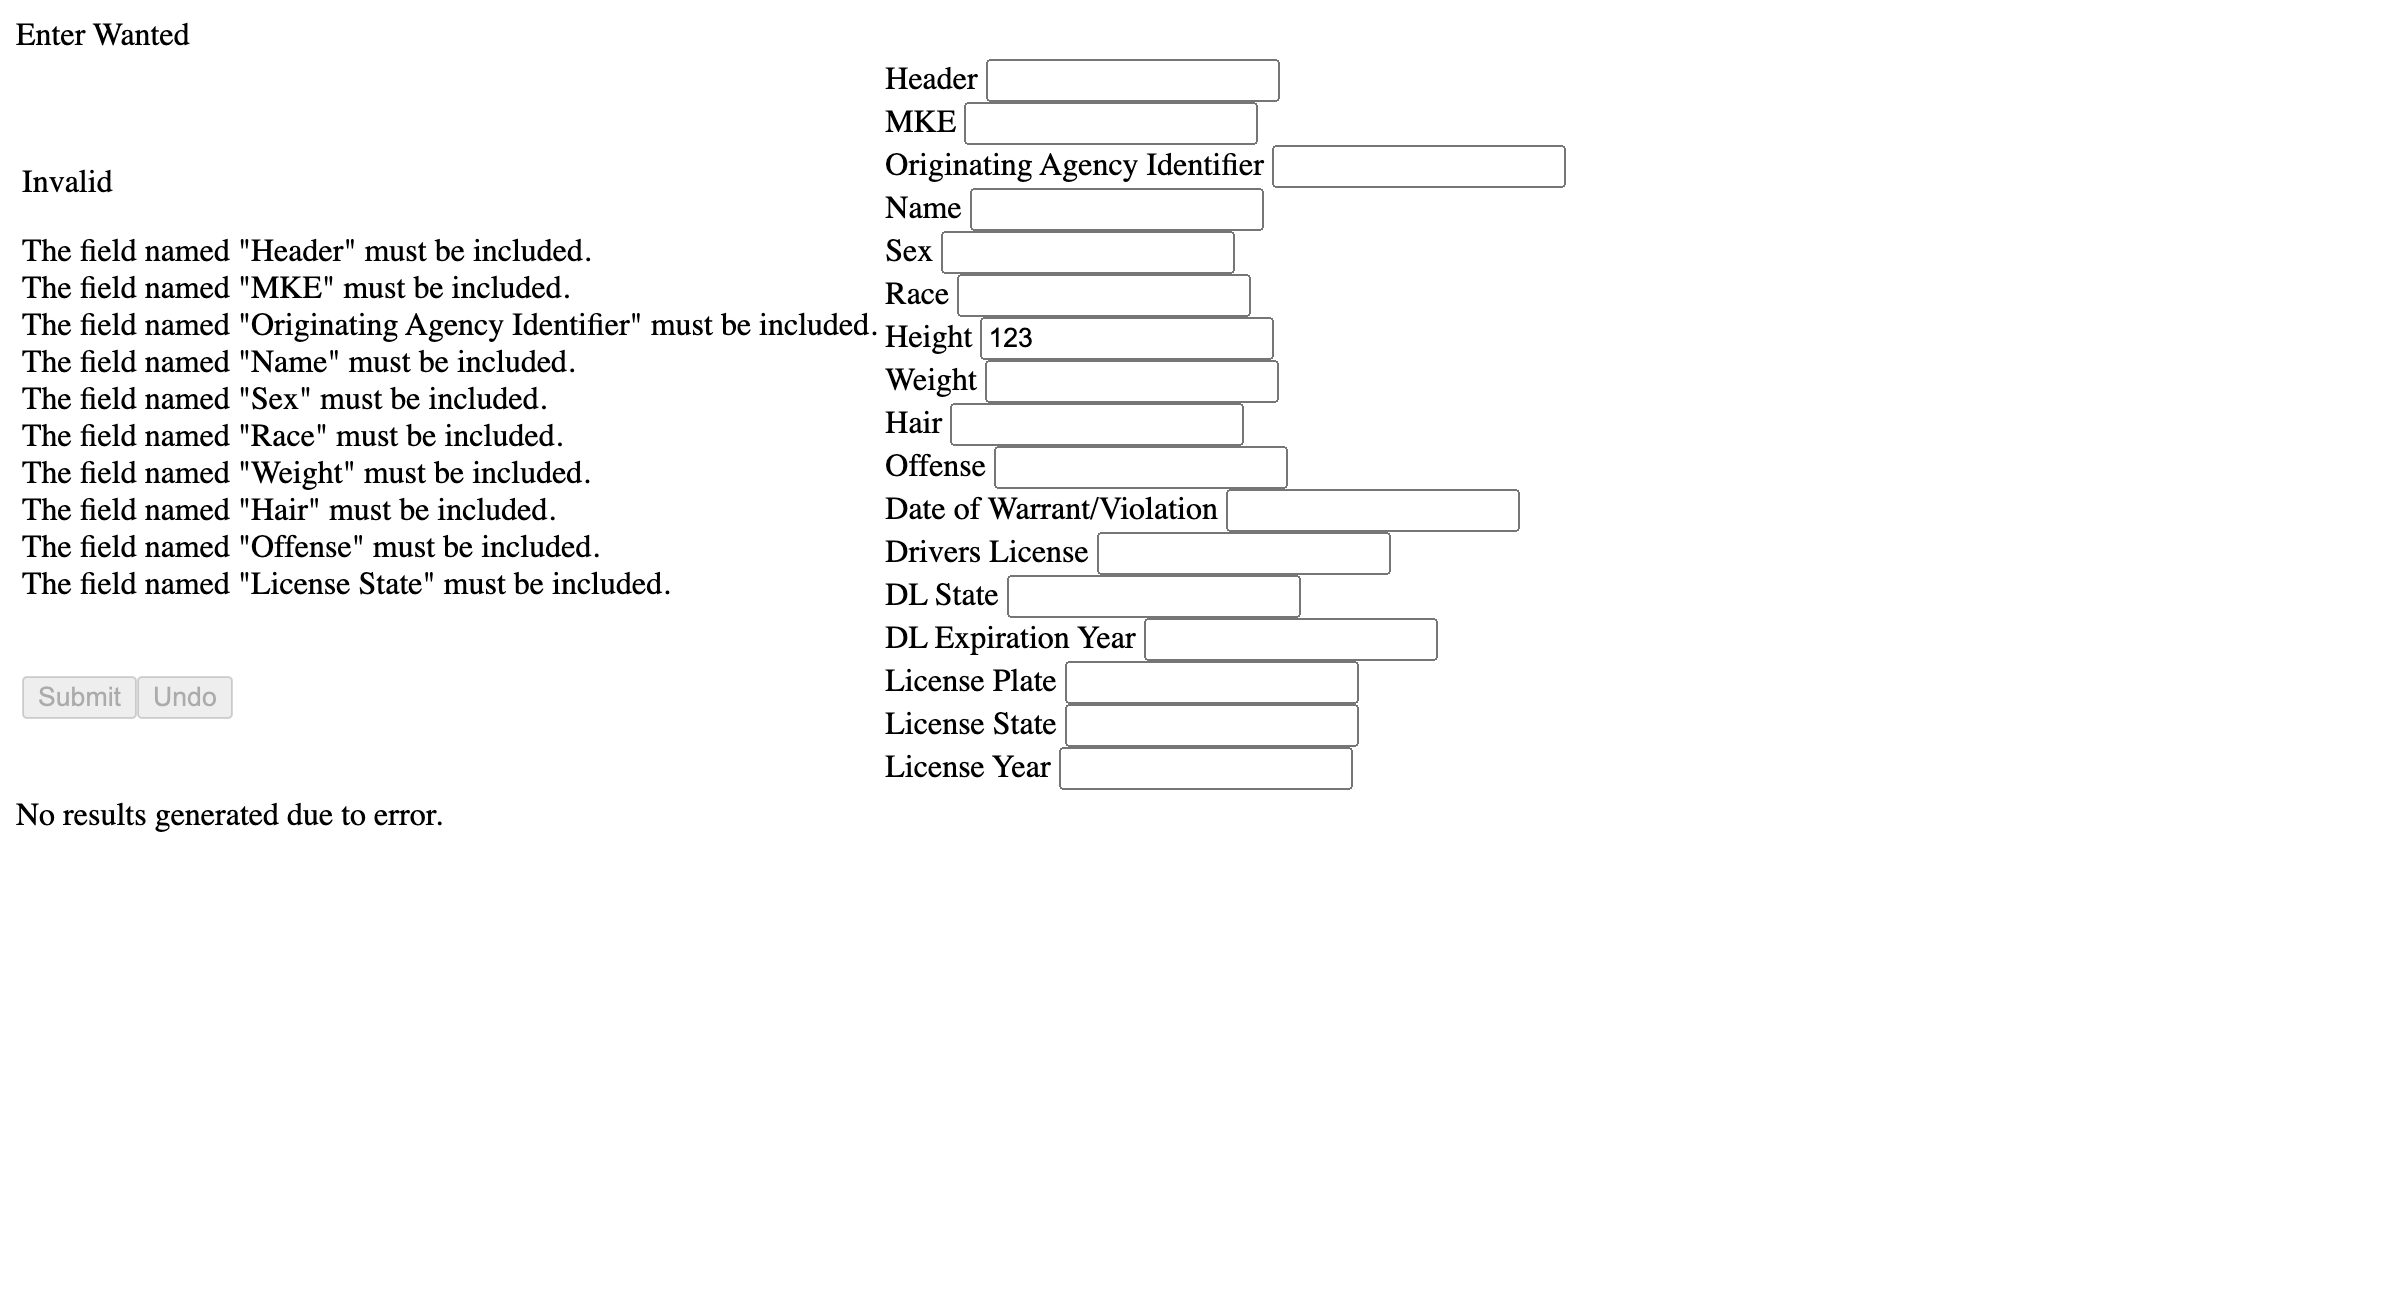 Enter Wanted
Invalid
The field named "Header" must be included.
The field named "MKE" must be included.
The field named "Originating Agency Identifier" must be included.
The field named "Name" must be included.
The field named "Sex" must be included.
The field named "Race" must be included.
The field named "Weight" must be included.
The field named "Hair" must be included.
The field named "Offense" must be included.
The field named "License State" must be included.
Submit Undo
Header
MKE
Originating Agency Identifier
Name
Sex
Race
Height 123
Weight
Hair
Offense
Date of Warrant/Violation
Drivers License
DL State
DL Expiration Year
License Plate
License State
License Year
No results generated due to error.